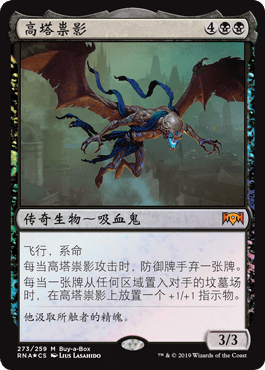 高塔祟影 4
传奇生物～吸血鬼
飞行，系命
每当高塔祟影攻击时，防御牌手弃一张牌。
每当一张牌从任何区域置入对手的坟墓场
时，在高塔祟影上放置一个 +1/+1 指示物。
他汲取所触者的精魄。
3/3
273/259 M Buy-a-Box
RNA★CS LIUS LASAHIDO
™ & © 2019 Wizards of the Coast